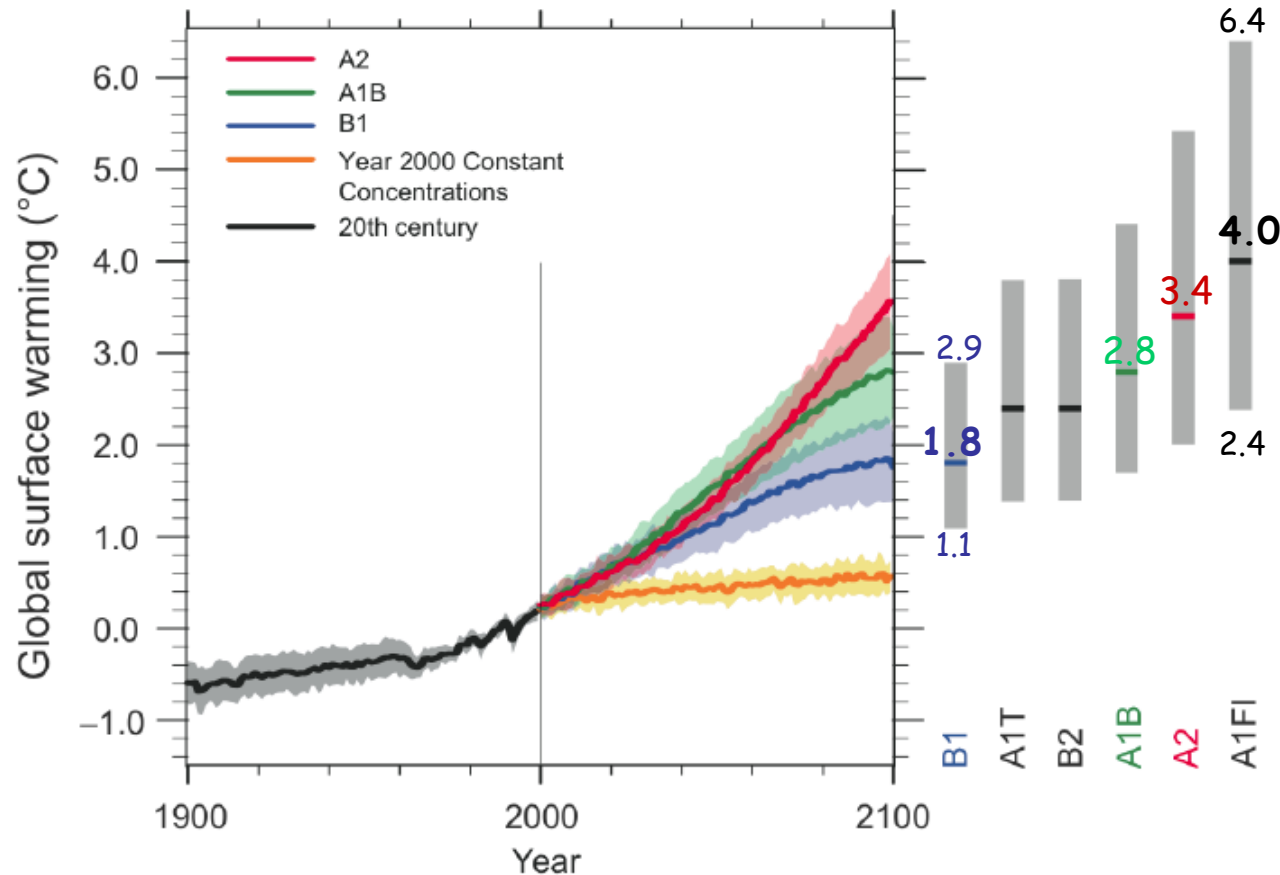 Global surface warming (°C)
6.0
5.0
4.0
3.0
2.0
1.0
0.0
−1.0
A2
A1B
B1
Year 2000 Constant
Concentrations
20th century
1900
2000
2100
Year
2.9
1.8
1.1
2.8
3.4
6.4
4.0
2.4
B1
A1T
B2
A1B
A2
A1FI